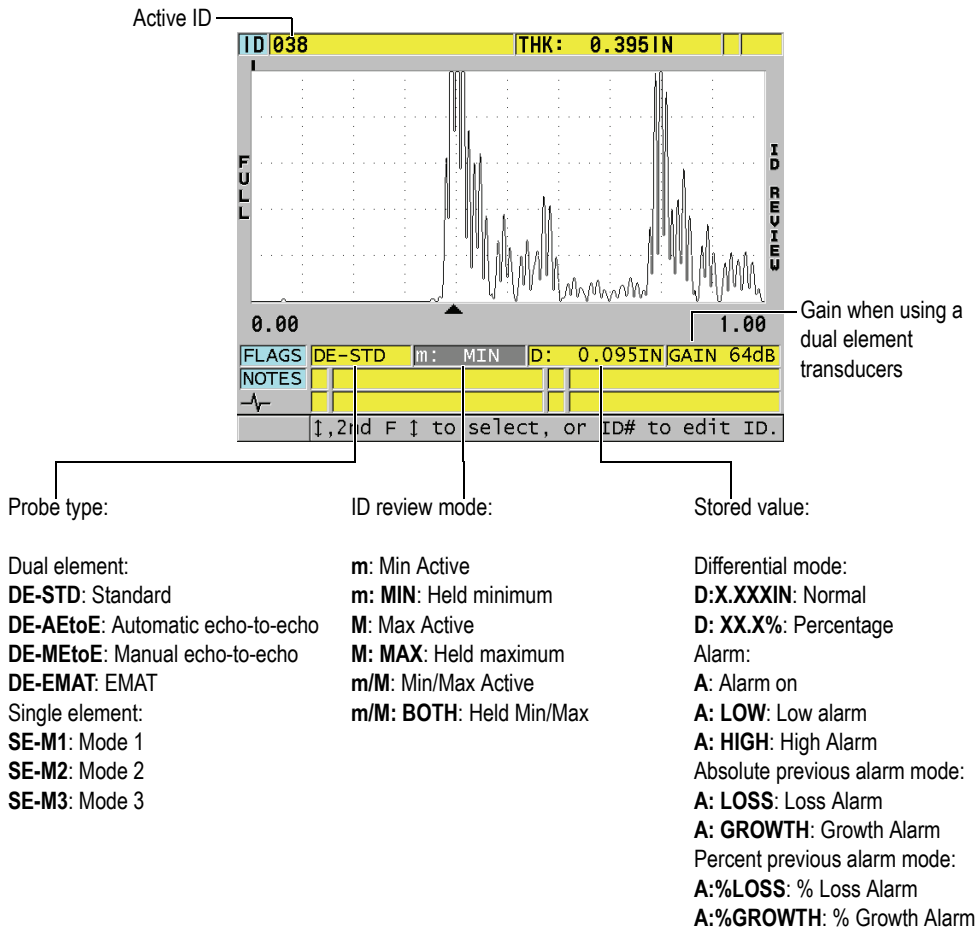 Active ID
ID 038 THK: 0.395IN
FULL
ID REVIEW
0.00 1.00
Gain when using a
dual element
transducers
FLAGS DE-STD m: MIN D: 0.095IN GAIN 64dB
NOTES
↕,2nd F ↕ to select, or ID# to edit ID.
Probe type:
Dual element:
DE-STD: Standard
DE-AEtoE: Automatic echo-to-echo
DE-MEtoE: Manual echo-to-echo
DE-EMAT: EMAT
Single element:
SE-M1: Mode 1
SE-M2: Mode 2
SE-M3: Mode 3
ID review mode:
m: Min Active
m: MIN: Held minimum
M: Max Active
M: MAX: Held maximum
m/M: Min/Max Active
m/M: BOTH: Held Min/Max
Stored value:
Differential mode:
D:X.XXXIN: Normal
D: XX.X%: Percentage
Alarm:
A: Alarm on
A: LOW: Low alarm
A: HIGH: High Alarm
Absolute previous alarm mode:
A: LOSS: Loss Alarm
A: GROWTH: Growth Alarm
Percent previous alarm mode:
A:%LOSS: % Loss Alarm
A:%GROWTH: % Growth Alarm